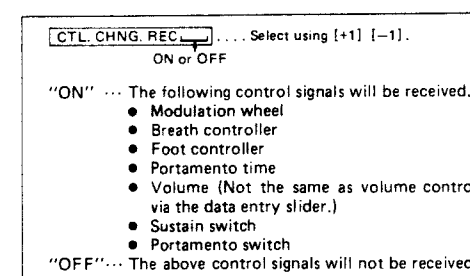 CTL. CHNG. REC. .... Select using [+1] [−1].
ON or OFF
"ON" ··· The following control signals will be received.
● Modulation wheel
● Breath controller
● Foot controller
● Portamento time
● Volume (Not the same as volume contro
via the data entry slider.)
● Sustain switch
● Portamento switch
"OFF"··· The above control signals will not be received